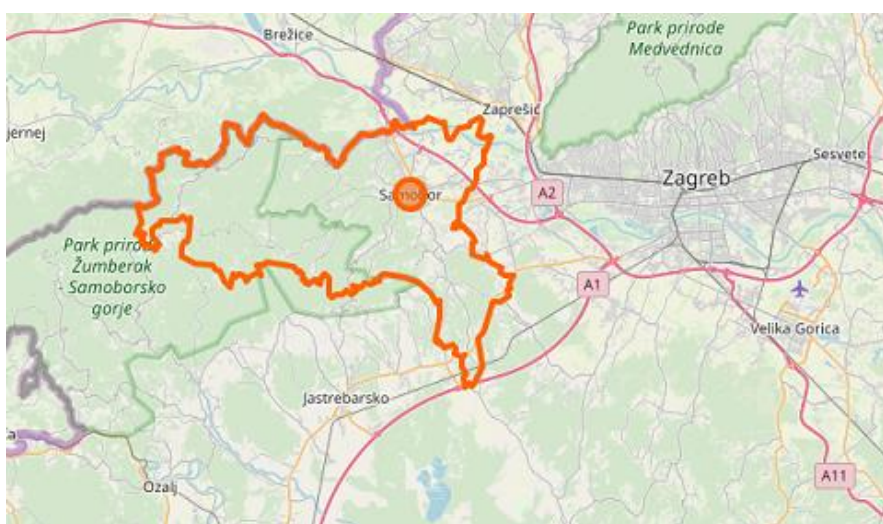 Park prirode
Medvednica
Brežice
Zaprešić
jernej
Sesvete
Zagreb
A2
Samobor
Park prirode
Žumberak
- Samoborsko
gorje
A1
Velika Gorica
Jastrebarsko
A11
Ozalj